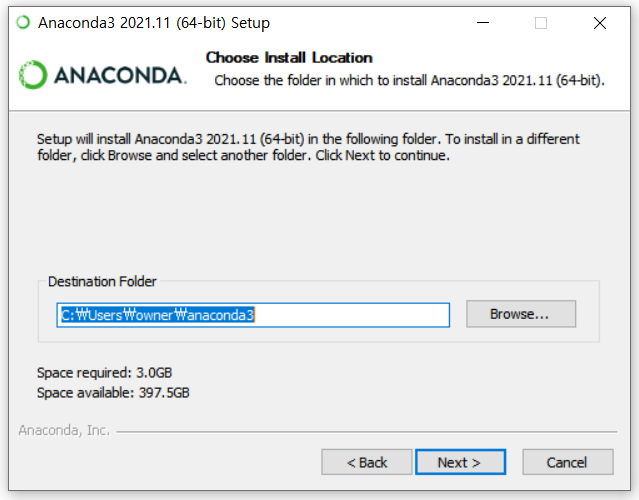 Anaconda3 2021.11 (64-bit) Setup
ANACONDA.
Choose Install Location
Choose the folder in which to install Anaconda3 2021.11 (64-bit).
Setup will install Anaconda3 2021.11 (64-bit) in the following folder. To install in a different
folder, click Browse and select another folder. Click Next to continue.
Destination Folder
C:₩Users₩owner₩anaconda3
Browse...
Space required: 3.0GB
Space available: 397.5GB
Anaconda, Inc.
< Back
Next >
Cancel